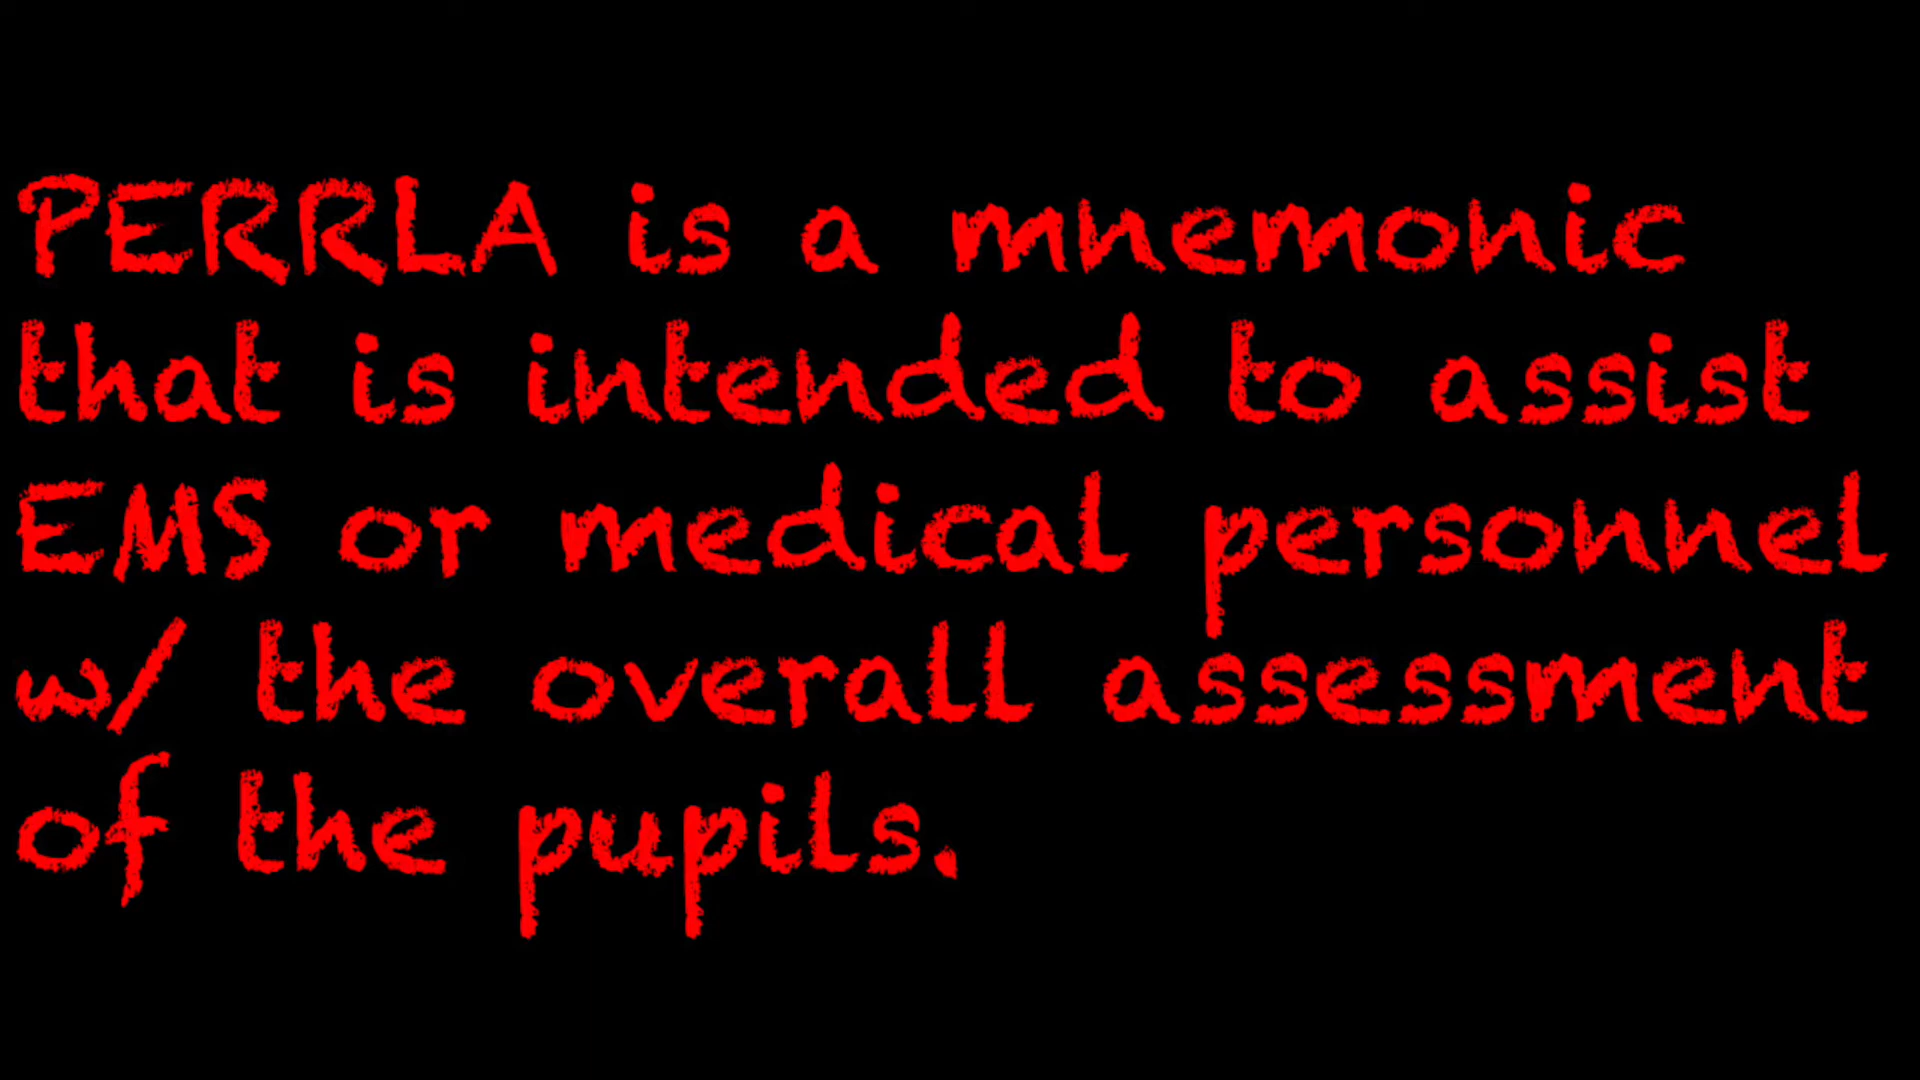 PERRLA is a mnemonic
that is intended to assist
EMS or medical personnel
w/ the overall assessment
of the pupils.